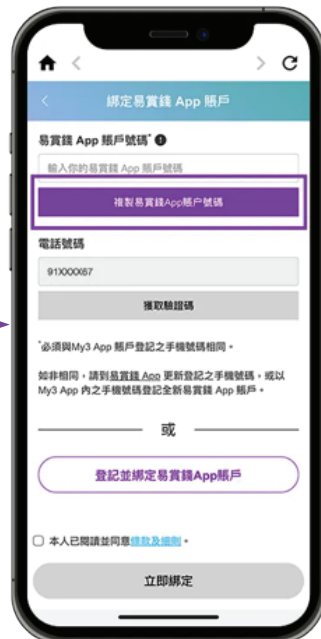 綁定易賞錢 App 賬戶
易賞錢 App 賬戶號碼*
輸入你的易賞錢 App 賬戶號碼
複製易賞錢App賬戶號碼
電話號碼
91XXXX67
獲取驗證碼
*必須與My3 App 賬戶登記之手機號碼相同。
如非相同，請到易賞錢 App 更新登記之手機號碼，或以
My3 App 內之手機號碼登記全新易賞錢 App 賬戶。
或
登記並綁定易賞錢App賬戶
本人已閱讀並同意條款及細則。
立即綁定